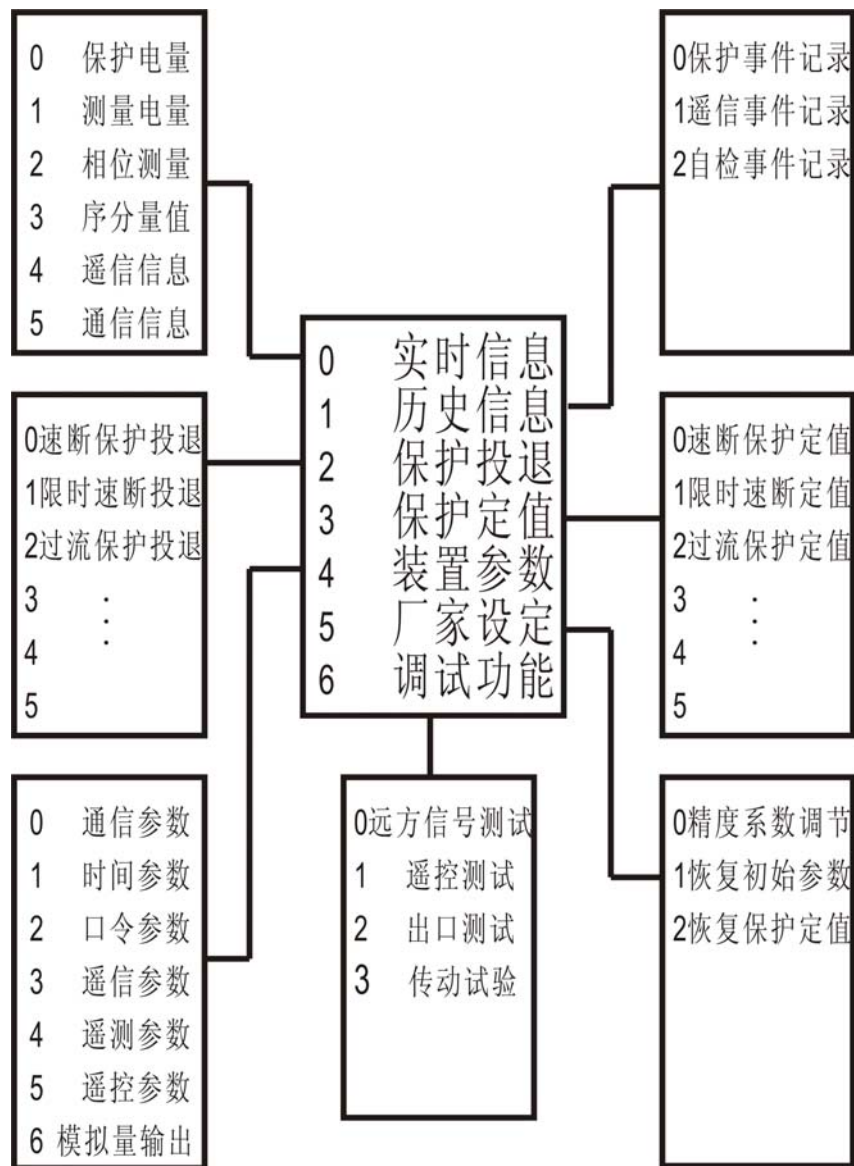 0 保护电量
1 测量电量
2 相位测量
3 序分量值
4 遥信信息
5 通信信息
0保护事件记录
1遥信事件记录
2自检事件记录
0 实时信息
1 历史信息
2 保护投退
3 保护定值
4 装置参数
5 厂家设定
6 调试功能
0速断保护投退
1限时速断投退
2过流保护投退
3 ⋮
4
5
0速断保护定值
1限时速断定值
2过流保护定值
3 ⋮
4
5
0 通信参数
1 时间参数
2 口令参数
3 遥信参数
4 遥测参数
5 遥控参数
6 模拟量输出
0远方信号测试
1 遥控测试
2 出口测试
3 传动试验
0精度系数调节
1恢复初始参数
2恢复保护定值